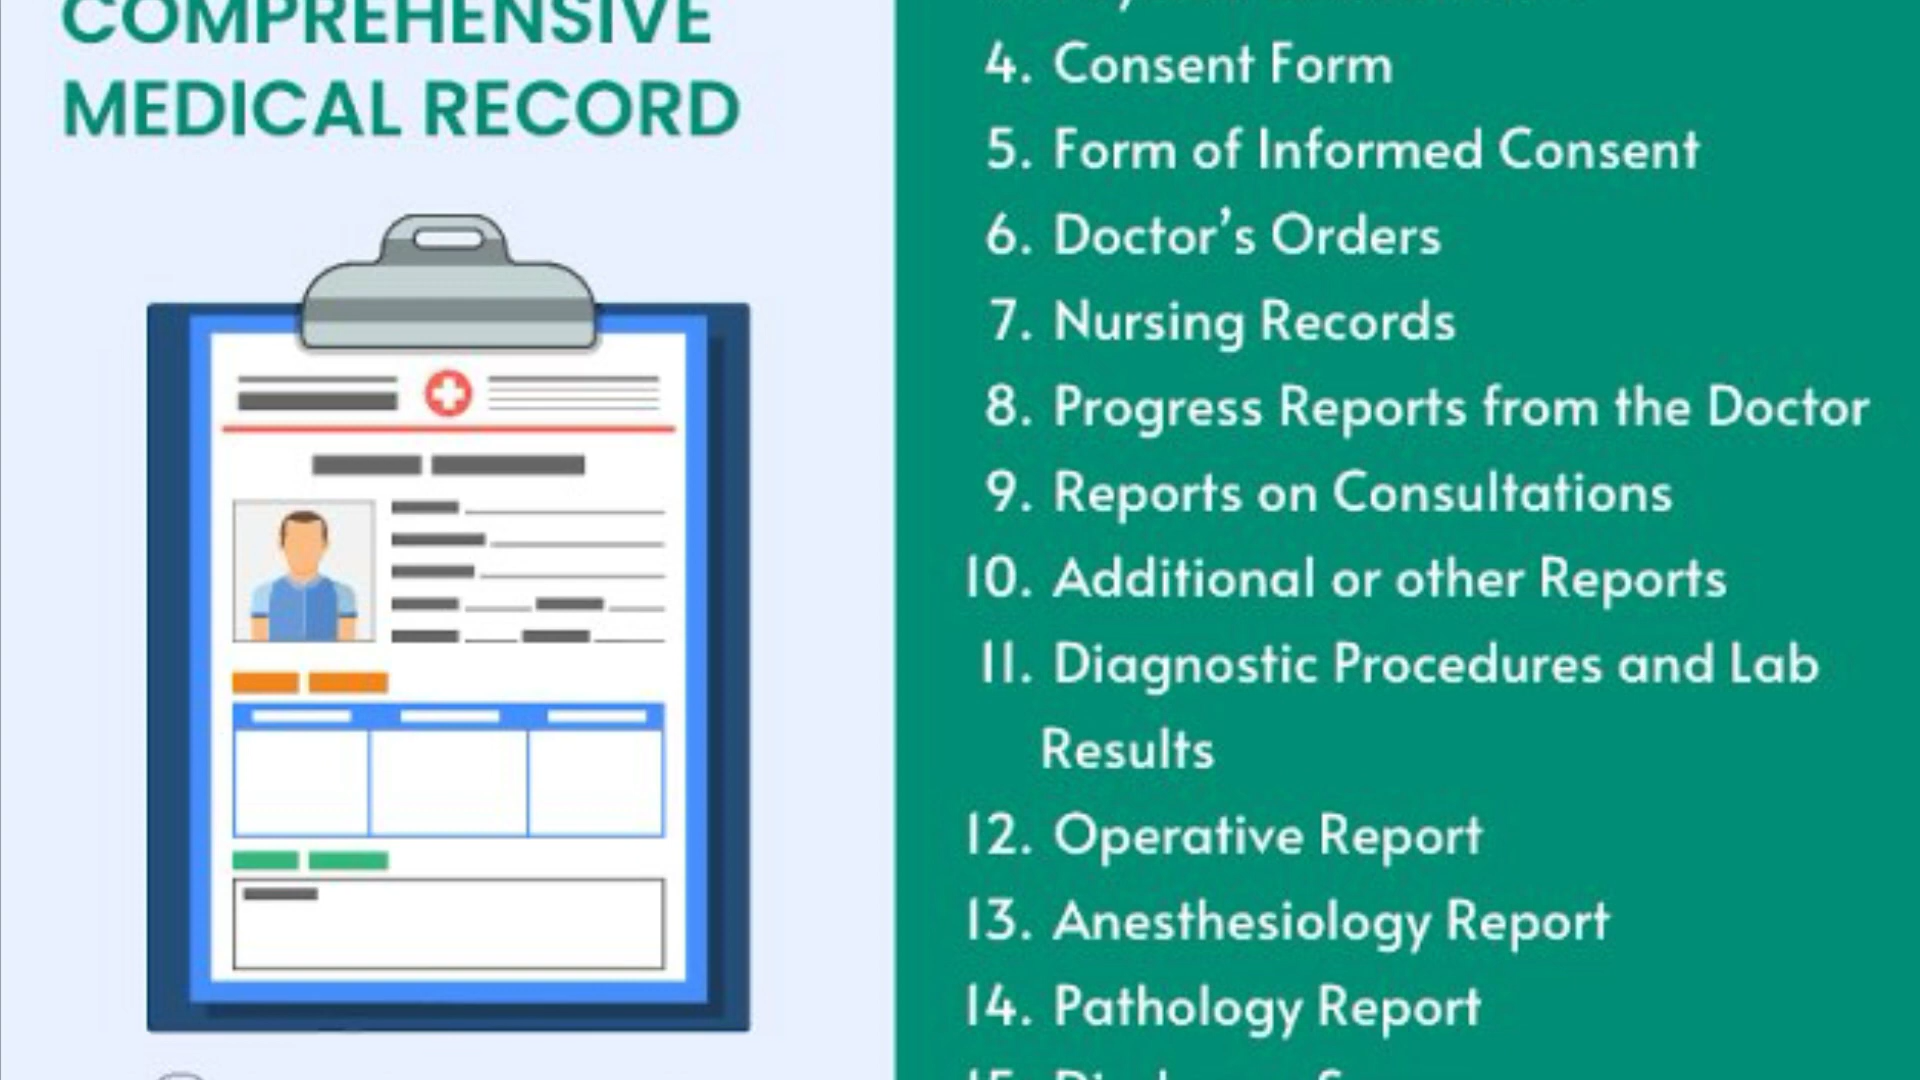 COMPREHENSIVE
MEDICAL RECORD
4. Consent Form
5. Form of Informed Consent
6. Doctor’s Orders
7. Nursing Records
8. Progress Reports from the Doctor
9. Reports on Consultations
10. Additional or other Reports
11. Diagnostic Procedures and Lab
Results
12. Operative Report
13. Anesthesiology Report
14. Pathology Report